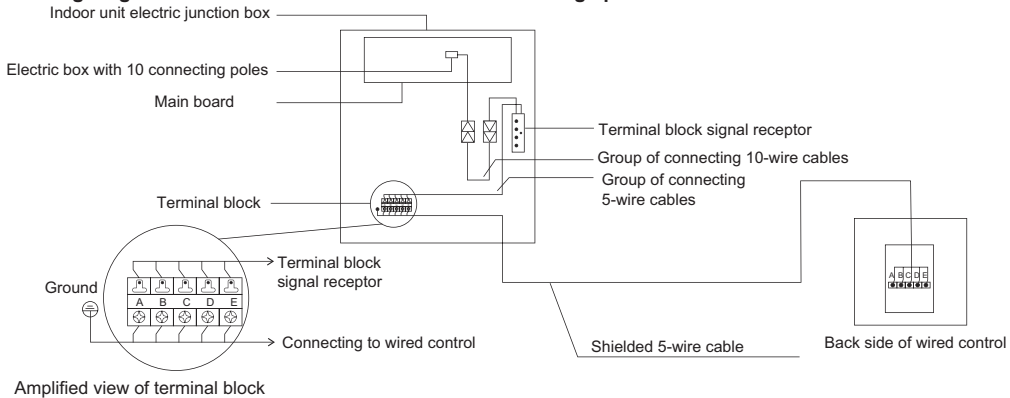 Indoor unit electric junction box
Electric box with 10 connecting poles
Main board
Terminal block signal receptor
Group of connecting 10-wire cables
Group of connecting
5-wire cables
Terminal block
Terminal block
signal receptor
Ground
A B C D E
A B C D E
Connecting to wired control
Shielded 5-wire cable
Back side of wired control
Amplified view of terminal block